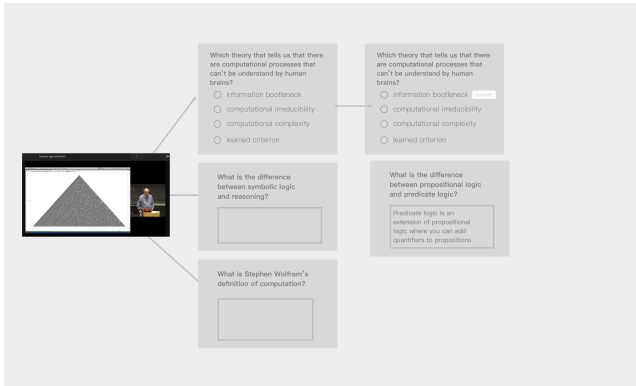 Which theory that tells us that there
are computational processes that
can't be understand by human
brains?
information bootleneck
computational irreducibility
computational complexity
learned criterion
Which theory that tells us that there
are computational processes that
can't be understand by human
brains?
information bootleneck
computational irreducibility
computational complexity
learned criterion
What is the difference
between symbolic logic
and reasoning?
What is the difference
between propositional logic
and predicate logic?
Predicate logic is an
extension of propositional
logic where you can add
quantifiers to propositions
What is Stephen Wolfram's
definition of computation?